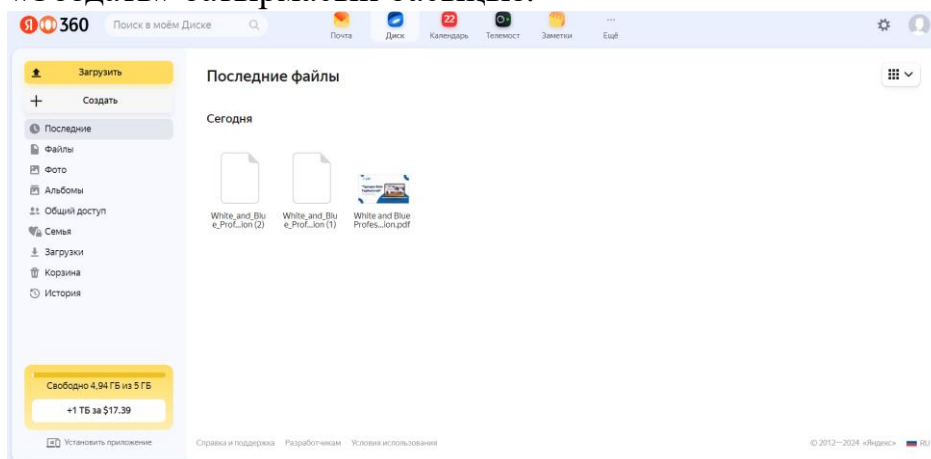 Я 360
Поиск в моём Диске
Почта
Диск
22
Календарь
Телемост
Заметки
Ещё
Загрузить
Создать
Последние
Файлы
Фото
Альбомы
Общий доступ
Семья
Загрузки
Корзина
История
Свободно 4,94 ГБ из 5 ГБ
+1 ТБ за $17.39
Установить приложение
Последние файлы
Сегодня
White_and_Blu
e_Prof...ion (2)
White_and_Blu
e_Prof...ion (1)
White and Blue
Profes...ion.pdf
Справка и поддержка Разработчикам Условия использования
© 2012—2024 «Яндекс» RU